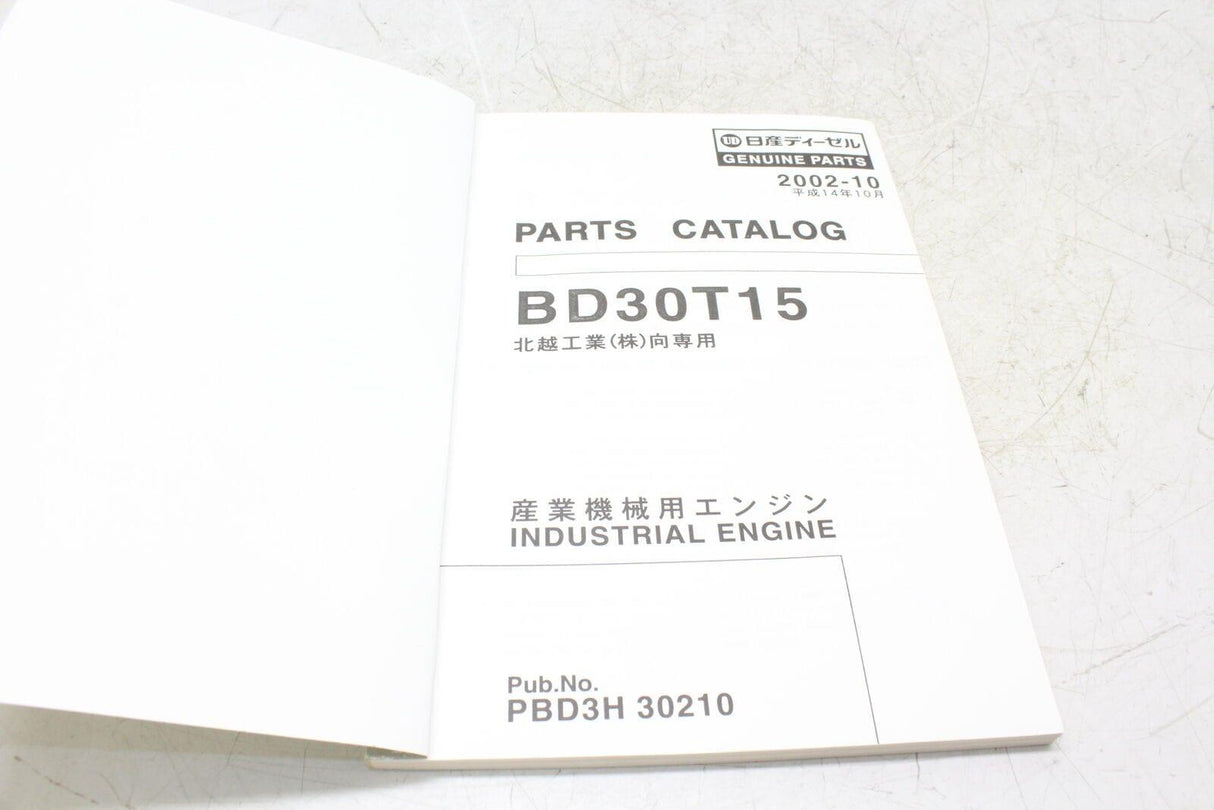 UD 日産ディーゼル
GENUINE PARTS
2002-10
平成14年10月
PARTS CATALOG
BD30T15
北越工業(株)向専用
産業機械用エンジン
INDUSTRIAL ENGINE
Pub.No.
PBD3H 30210